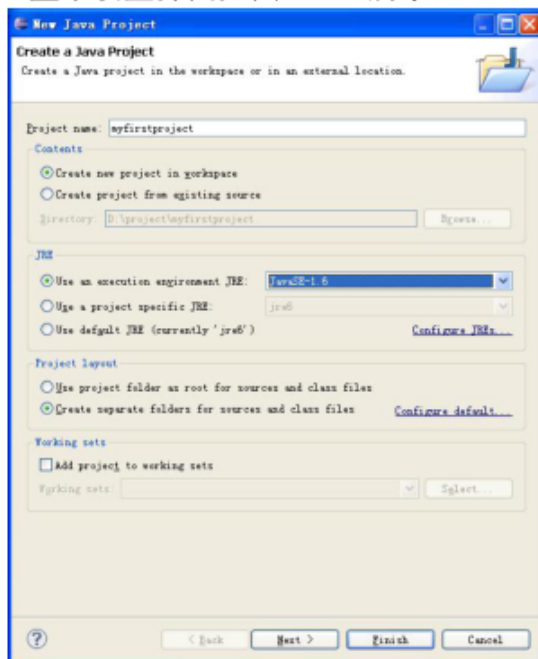 New Java Project
Create a Java Project
Create a Java project in the workspace or in an external location.
Project name: myfirstproject
Contents
Create new project in workspace
Create project from existing source
Directory: D:\project\myfirstproject Browse...
JRE
Use an execution environment JRE: JavaSE-1.6
Use a project specific JRE: jre6
Use default JRE (currently 'jre6') Configure JREs...
Project layout
Use project folder as root for sources and class files
Create separate folders for sources and class files Configure default...
Working sets
Add project to working sets
Working sets: Select...
? < Back Next > Finish Cancel